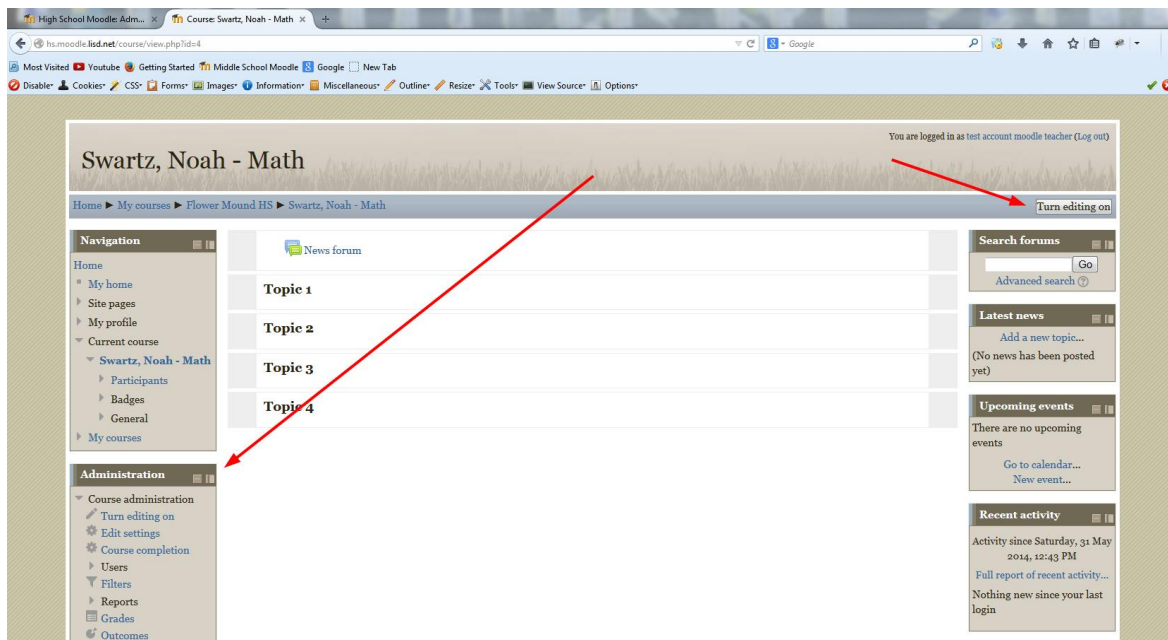 High School Moodle: Adm... × Course: Swartz, Noah - Math × +
hs.moodle.lisd.net/course/view.php?id=4
Google
Most Visited Youtube Getting Started Middle School Moodle Google New Tab
Disable Cookies CSS Forms Images Information Miscellaneous Outline Resize Tools View Source Options
You are logged in as test account moodle teacher (Log out)
Swartz, Noah - Math
Home ► My courses ► Flower Mound HS ► Swartz, Noah - Math
Turn editing on
Navigation
Home
My home
Site pages
My profile
Current course
Swartz, Noah - Math
Participants
Badges
General
My courses
Administration
Course administration
Turn editing on
Edit settings
Course completion
Users
Filters
Reports
Grades
Outcomes
News forum
Topic 1
Topic 2
Topic 3
Topic 4
Search forums
Go
Advanced search ?
Latest news
Add a new topic...
(No news has been posted
yet)
Upcoming events
There are no upcoming
events
Go to calendar...
New event...
Recent activity
Activity since Saturday, 31 May
2014, 12:43 PM
Full report of recent activity...
Nothing new since your last
login